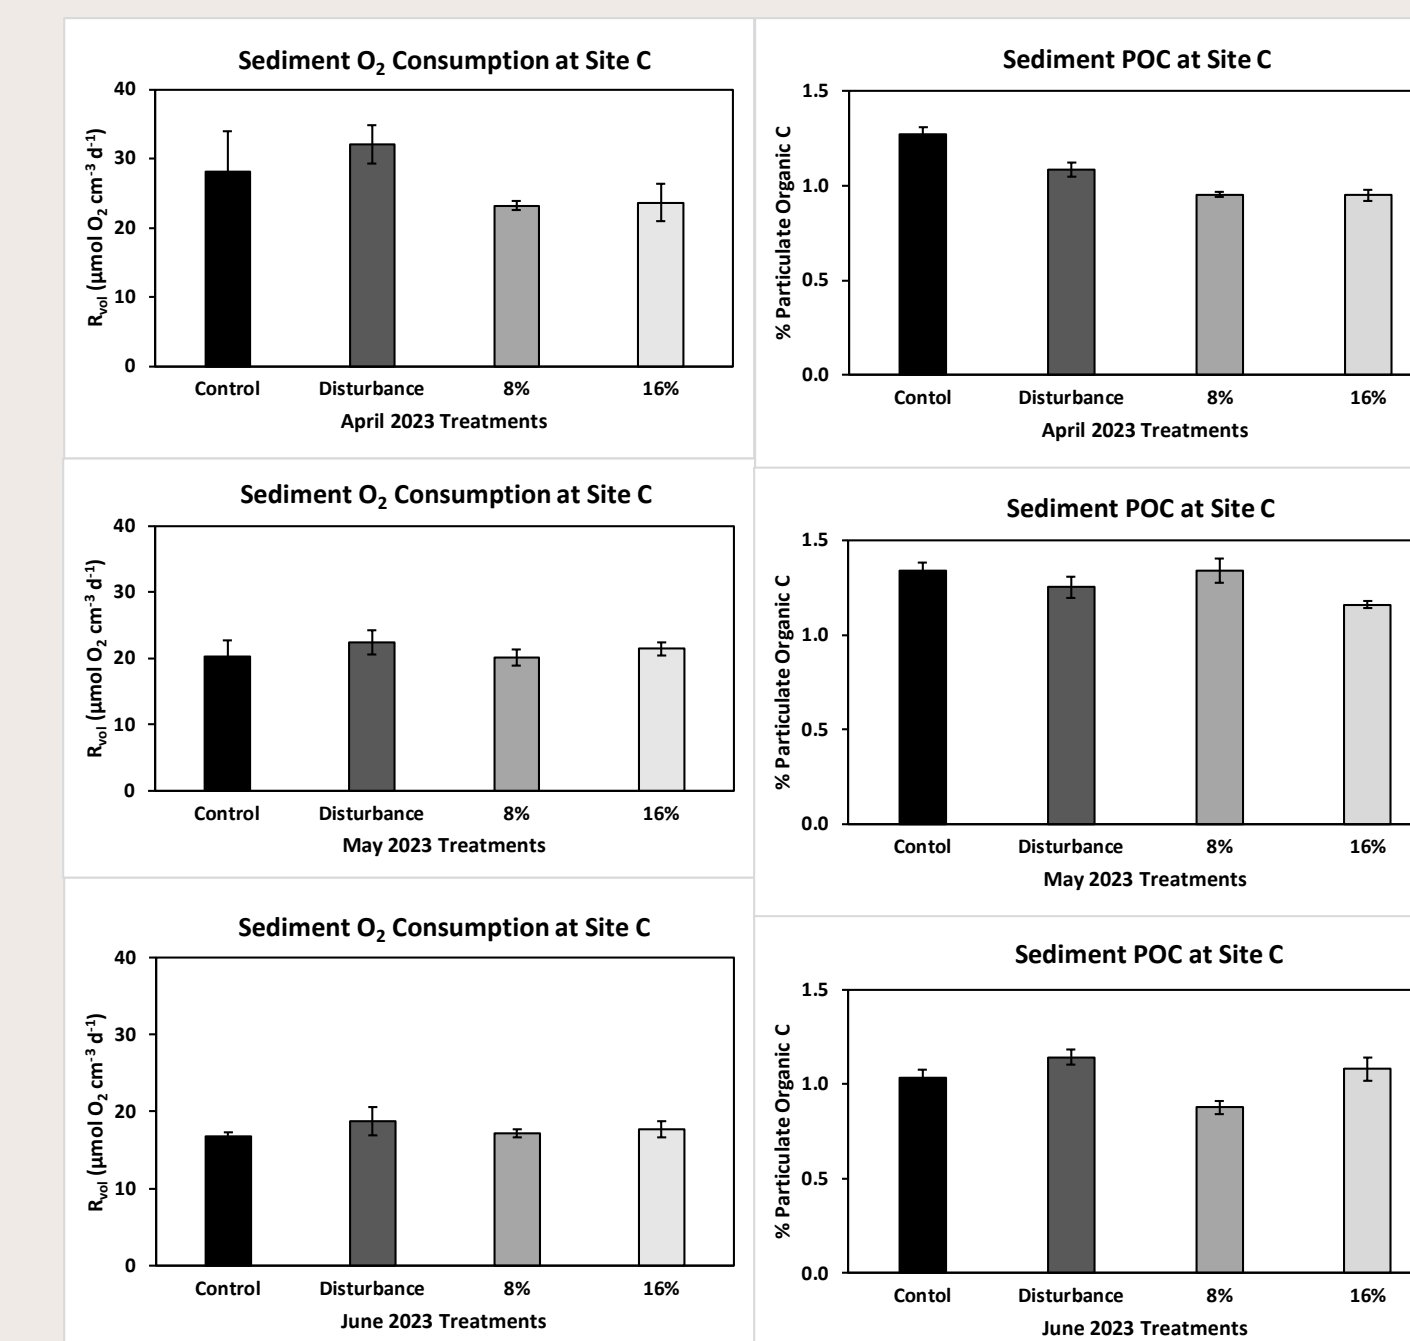 Sediment O₂ Consumption at Site C
40
30
20
10
0
Rvol (µmol O₂ cm⁻³ d⁻¹)
Control Disturbance 8% 16%
April 2023 Treatments
Sediment POC at Site C
1.5
1.0
0.5
0.0
% Particulate Organic C
Contol Disturbance 8% 16%
April 2023 Treatments
Sediment O₂ Consumption at Site C
40
30
20
10
0
Rvol (µmol O₂ cm⁻³ d⁻¹)
Control Disturbance 8% 16%
May 2023 Treatments
Sediment POC at Site C
1.5
1.0
0.5
0.0
% Particulate Organic C
Contol Disturbance 8% 16%
May 2023 Treatments
Sediment O₂ Consumption at Site C
40
30
20
10
0
Rvol (µmol O₂ cm⁻³ d⁻¹)
Control Disturbance 8% 16%
June 2023 Treatments
Sediment POC at Site C
1.5
1.0
0.5
0.0
% Particulate Organic C
Contol Disturbance 8% 16%
June 2023 Treatments